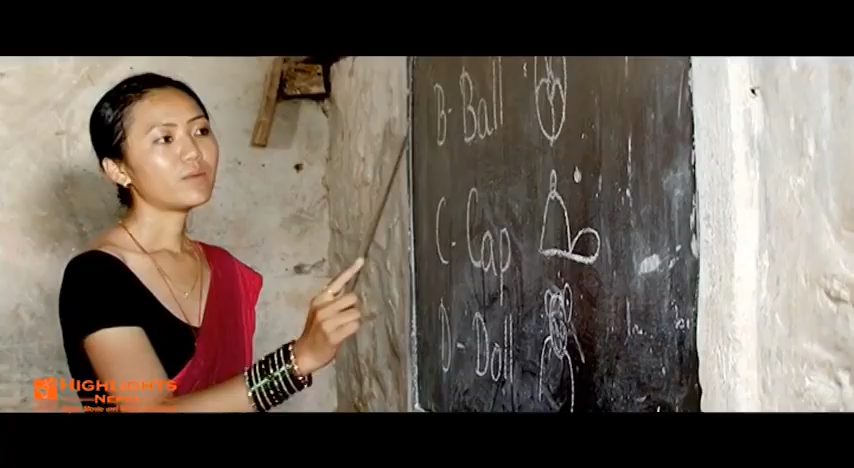 B - Ball
C - Cap
D - Doll
HIGHLIGHTS
NEPAL